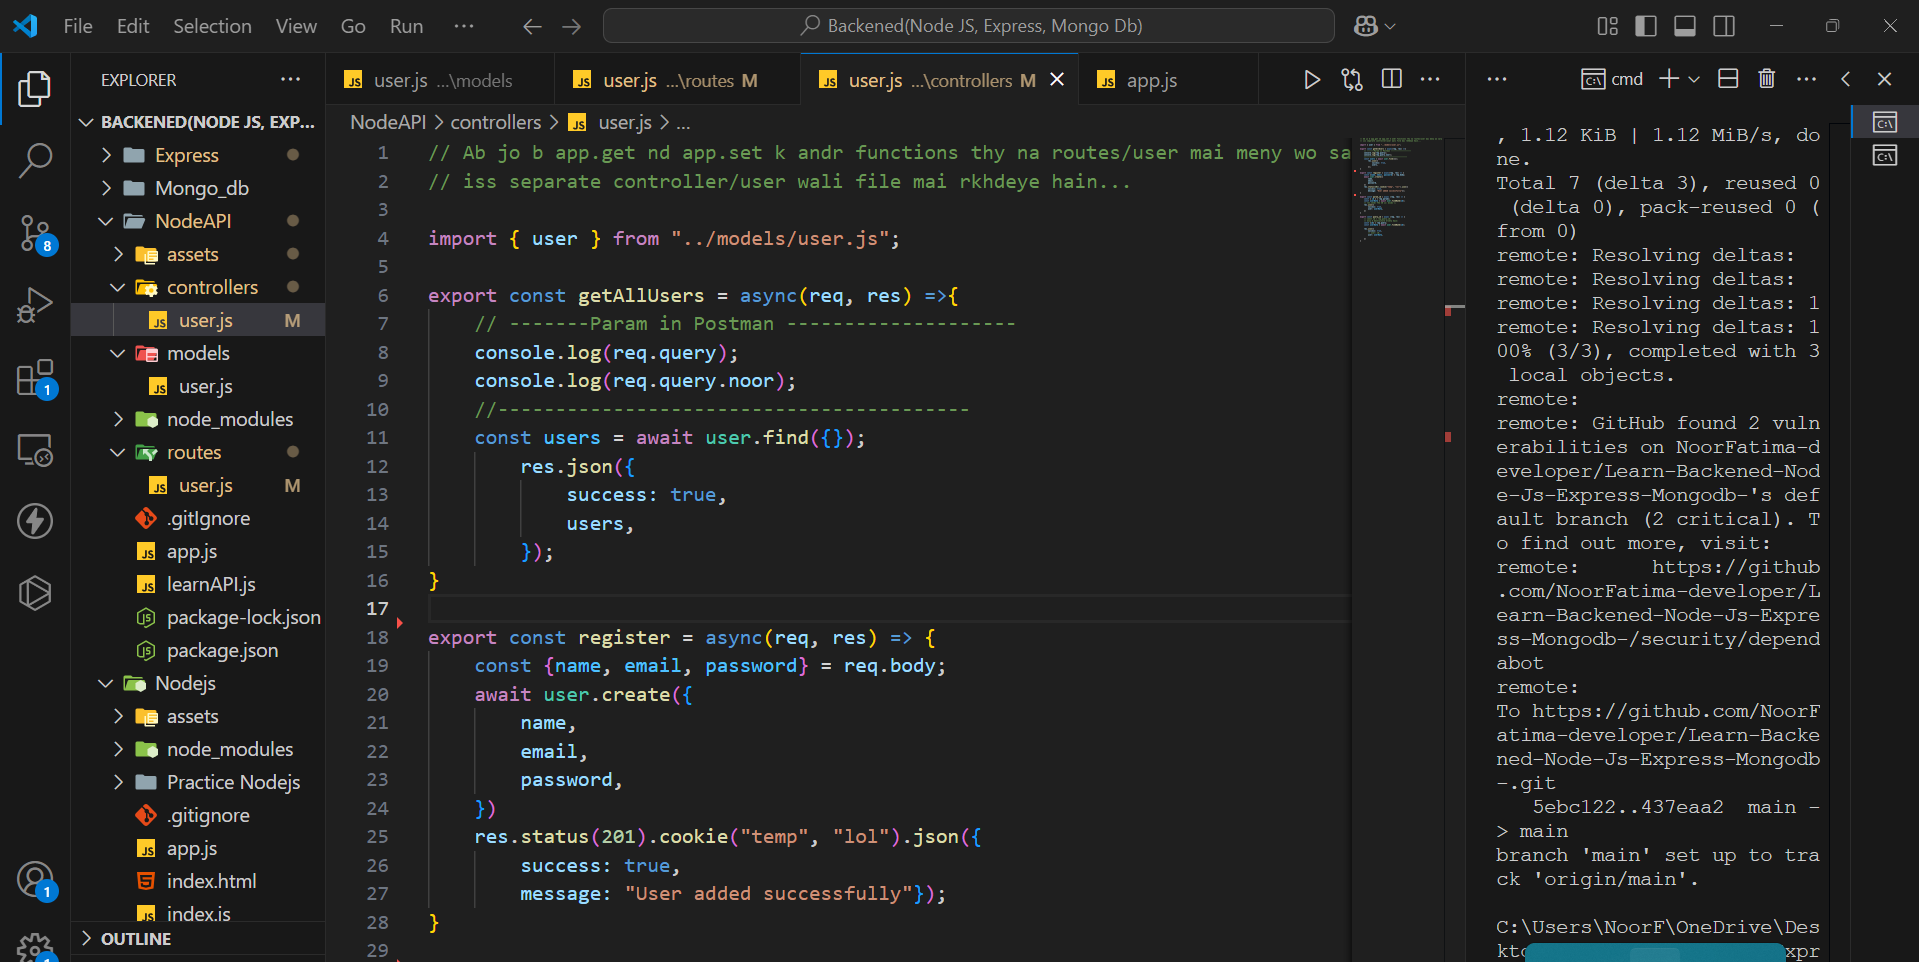 File Edit Selection View Go Run ···
Backened(Node JS, Express, Mongo Db)
EXPLORER
BACKENED(NODE JS, EXP...
Express
Mongo_db
NodeAPI
assets
controllers
user.js M
models
user.js
node_modules
routes
user.js M
.gitIgnore
app.js
learnAPI.js
package-lock.json
package.json
Nodejs
assets
node_modules
Practice Nodejs
.gitignore
app.js
index.html
index.js
OUTLINE
8
1
1
1
user.js ...\models
user.js ...\routes M
user.js ...\controllers M
app.js
NodeAPI > controllers > user.js > ...
1 // Ab jo b app.get nd app.set k andr functions thy na routes/user mai meny wo sa
2 // iss separate controller/user wali file mai rkhdeye hain...
3
4 import { user } from "../models/user.js";
5
6 export const getAllUsers = async(req, res) =>{
7 // -------Param in Postman --------------------
8 console.log(req.query);
9 console.log(req.query.noor);
10 //-----------------------------------------
11 const users = await user.find({});
12 res.json({
13 success: true,
14 users,
15 });
16 }
17
18 export const register = async(req, res) => {
19 const {name, email, password} = req.body;
20 await user.create({
21 name,
22 email,
23 password,
24 })
25 res.status(201).cookie("temp", "lol").json({
26 success: true,
27 message: "User added successfully"});
28 }
29
cmd
, 1.12 KiB | 1.12 MiB/s, do
ne.
Total 7 (delta 3), reused 0
(delta 0), pack-reused 0 (
from 0)
remote: Resolving deltas:
remote: Resolving deltas:
remote: Resolving deltas: 1
remote: Resolving deltas: 1
00% (3/3), completed with 3
local objects.
remote:
remote: GitHub found 2 vuln
erabilities on NoorFatima-d
eveloper/Learn-Backened-Nod
e-Js-Express-Mongodb-'s def
ault branch (2 critical). T
o find out more, visit:
remote: https://github
.com/NoorFatima-developer/L
earn-Backened-Node-Js-Expre
ss-Mongodb-/security/depend
abot
remote:
To https://github.com/NoorF
atima-developer/Learn-Backe
ned-Node-Js-Express-Mongodb
-.git
5ebc122..437eaa2 main -
> main
branch 'main' set up to tra
ck 'origin/main'.
C:\Users\NoorF\OneDrive\Des